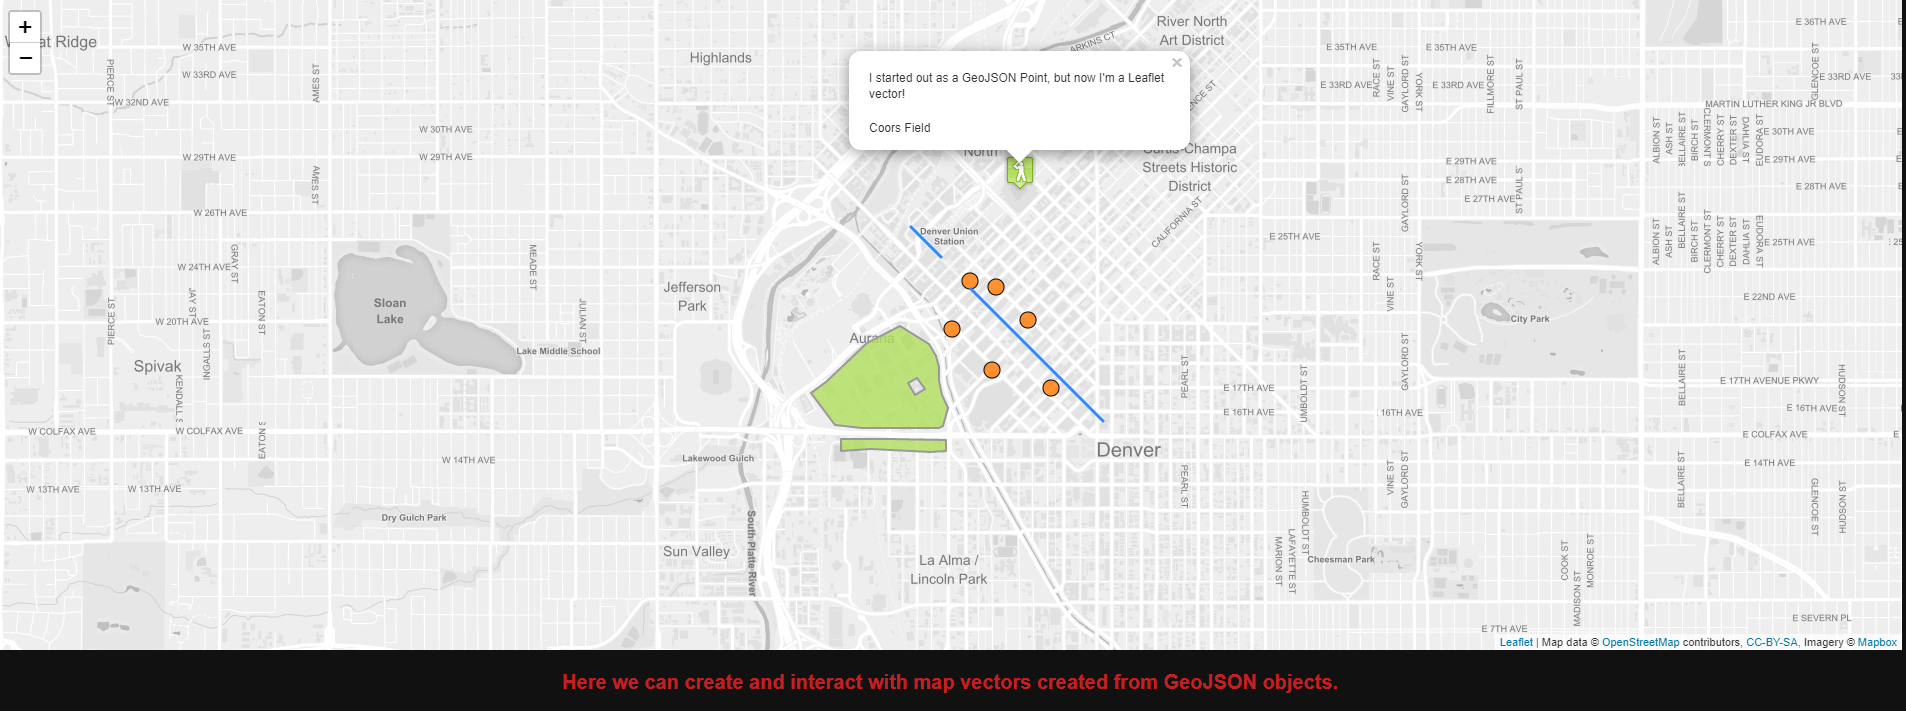 +
−
at Ridge
PIERCE ST
W 35TH AVE
W 33RD AVE
W 32ND AVE
AMES ST
Highlands
W 30TH AVE
W 29TH AVE
W 29TH AVE
AMES ST
W 26TH AVE
GRAY ST
W 24TH AVE
JAY ST
EATON ST
PIERCE ST
W 20TH AVE
INGALLS ST
Spivak
KENDALL S
W COLFAX AVE
W COLFAX AVE
EATON S
W 14TH AVE
W 13TH AVE
W 13TH AVE
Dry Gulch Park
Sloan
Lake
MEADE ST
JULIAN ST
Lake Middle School
Jefferson
Park
Lakewood Gulch
South Platte River
Sun Valley
La Alma /
Lincoln Park
Auraria
Denver
Denver Union
Station
North
ARKINS CT
River North
Art District
I started out as a GeoJSON Point, but now I'm a Leaflet
vector!
Coors Field
×
ENCE ST
Curtis-Champa
Streets Historic
District
CALIFORNIA ST
E 36TH AVE
E 35TH AVE
E 35TH AVE
E 33RD AVE
E 33RD AVE
E 33RD AVE
33
RACE ST
VINE ST
GAYLORD ST
YORK ST
FILLMORE ST
ST PAUL ST
GLENCOE ST
MARTIN LUTHER KING JR BLVD
ALBION ST
ASH ST
BELLAIRE ST
BIRCH ST
CLERMONT S
CHERRY ST
DEXTER ST
DAHLIA ST
EUDORA ST
E 30TH AVE
E 29TH AVE
E 29TH AVE
E 28TH AVE
E 28TH AVE
E 27TH AVE
ST PAUL S
GAYLORD ST
E 25TH AVE
E 25TH AVE
E 25
RACE ST
YORK ST
VINE ST
ALBION ST
ASH ST
BELLAIRE ST
BIRCH ST
CLERMONT ST
CHERRY ST
DEXTER ST
DAHLIA ST
EUDORA ST
E 22ND AVE
City Park
GAYLORD ST
PEARL ST
UMBOLDT ST
E 17TH AVE
E 16TH AVE
16TH AVE
BELLAIRE ST
E 17TH AVENUE PKWY
HUDSON ST
E 16TH AVE
E COLFAX AVE
E 14TH AVE
PEARL ST
VINE ST
GAYLORD ST
BELLAIRE ST
GLENCOE ST
HUDSON ST
HUMBOLDT ST
LAFAYETTE ST
MARION ST
Cheesman Park
COOK ST
MONROE ST
MADISON ST
E SEVERN PL
E 7TH AVE
Leaflet | Map data © OpenStreetMap contributors, CC-BY-SA, Imagery © Mapbox
Here we can create and interact with map vectors created from GeoJSON objects.